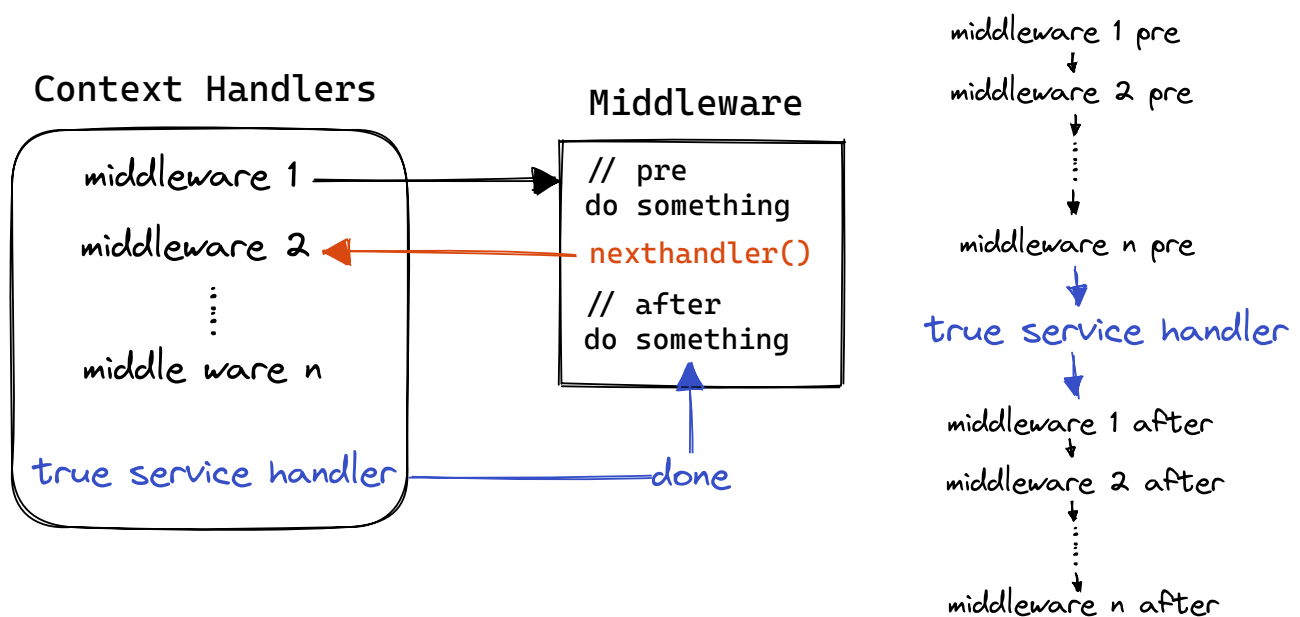 Context Handlers
middleware 1
middleware 2
middle ware n
true service handler
Middleware
// pre
do something
nexthandler()
// after
do something
done
middleware 1 pre
middleware 2 pre
middleware n pre
true service handler
middleware 1 after
middleware 2 after
middleware n after